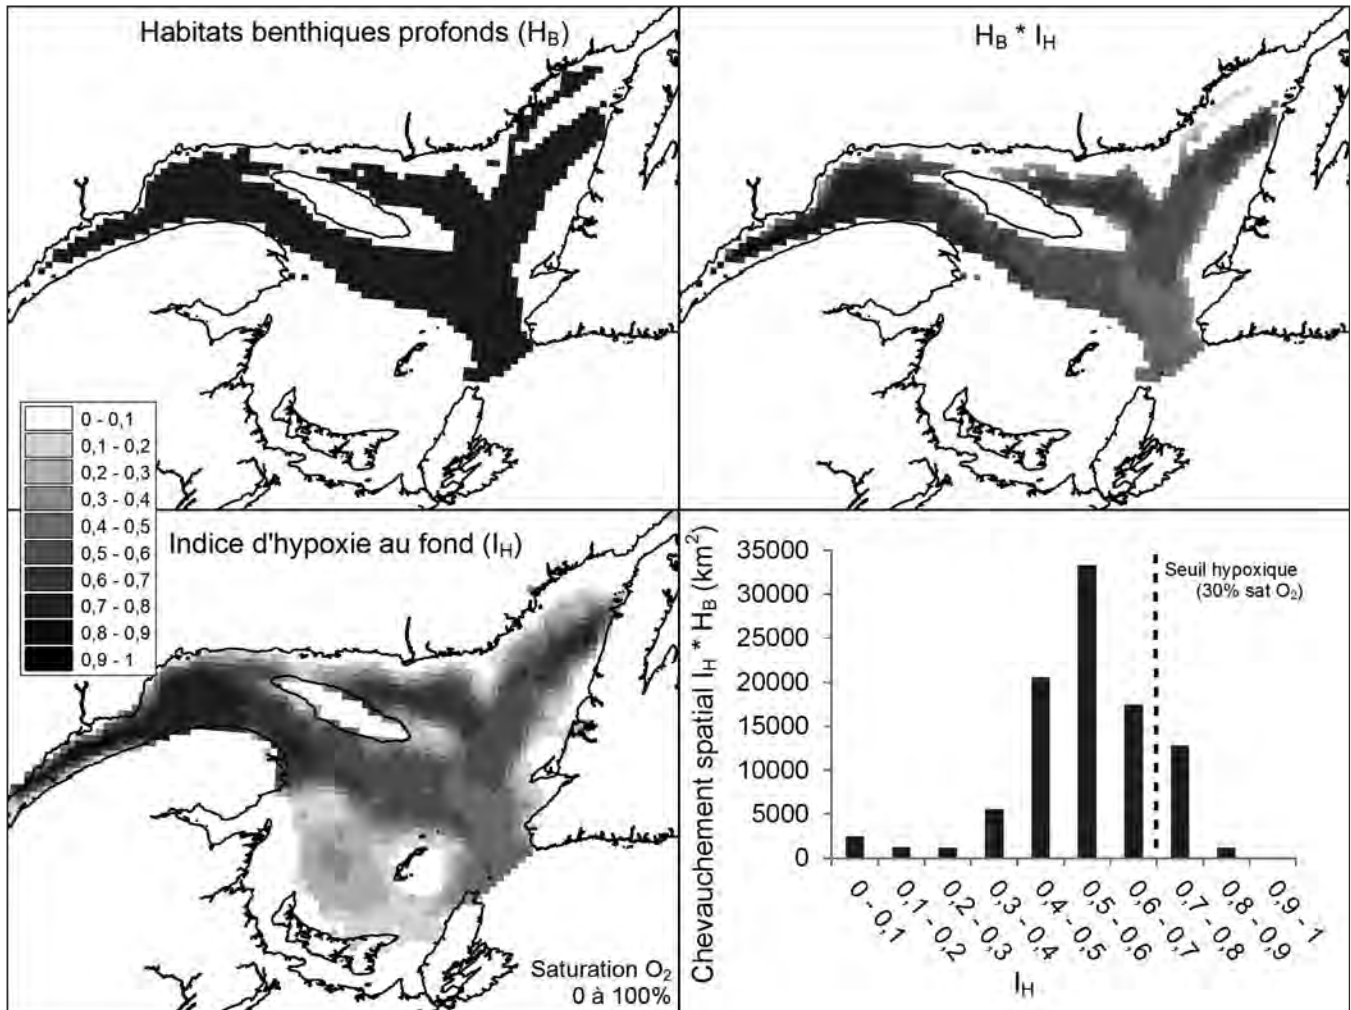 Habitats benthiques profonds (HB)
HB * IH
0 - 0,1
0,1 - 0,2
0,2 - 0,3
0,3 - 0,4
0,4 - 0,5
0,5 - 0,6
0,6 - 0,7
0,7 - 0,8
0,8 - 0,9
0,9 - 1
Indice d'hypoxie au fond (IH)
Saturation O2
0 à 100%
Chevauchement spatial IH * HB (km²)
35000
30000
25000
20000
15000
10000
5000
0
Seuil hypoxique
(30% sat O2)
0 - 0,1
0,1 - 0,2
0,2 - 0,3
0,3 - 0,4
0,4 - 0,5
0,5 - 0,6
0,6 - 0,7
0,7 - 0,8
0,8 - 0,9
0,9 - 1
IH